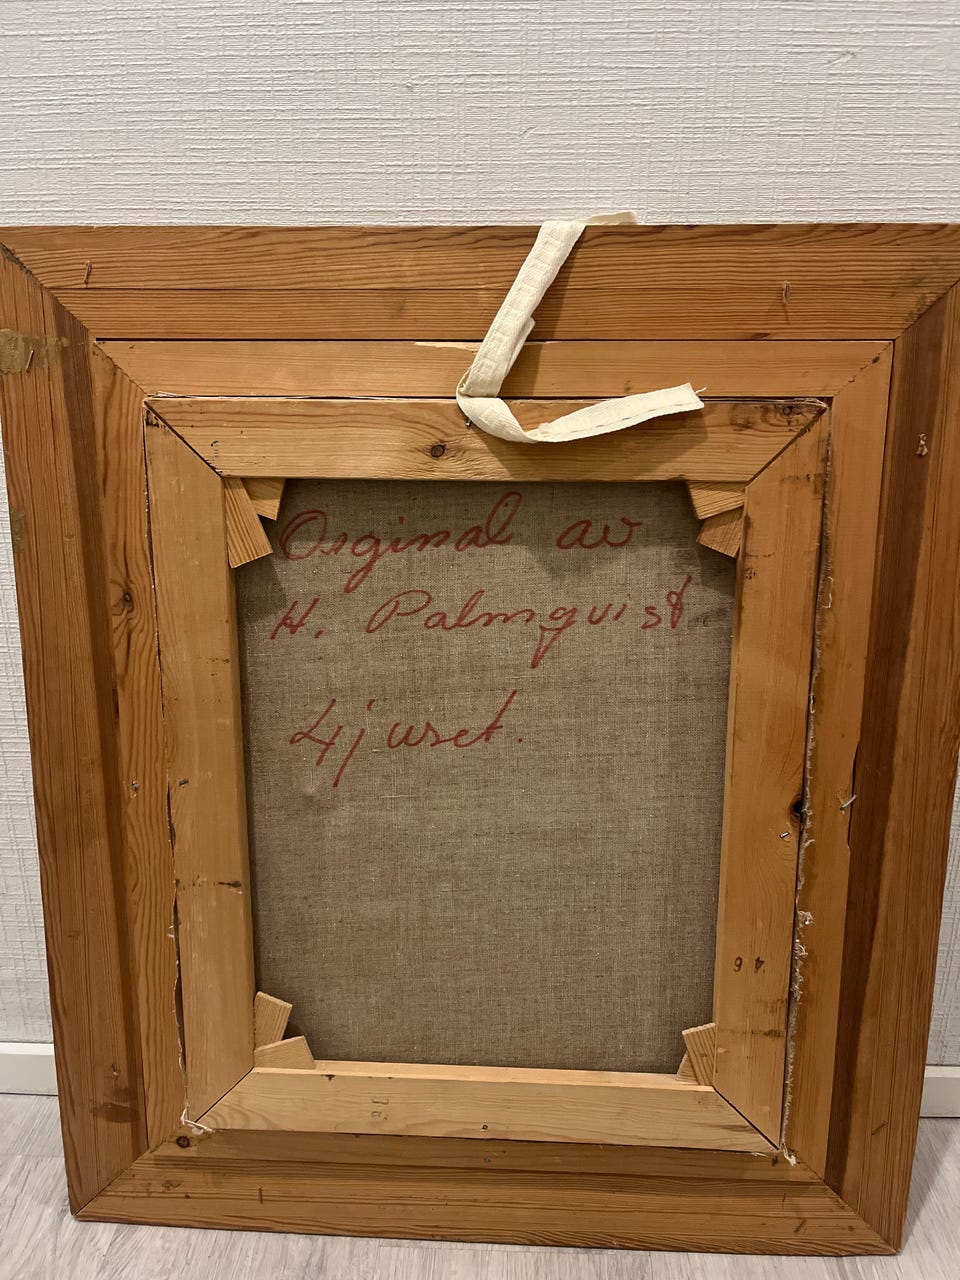 Orginal av
H. Palmquist
Ljuset.